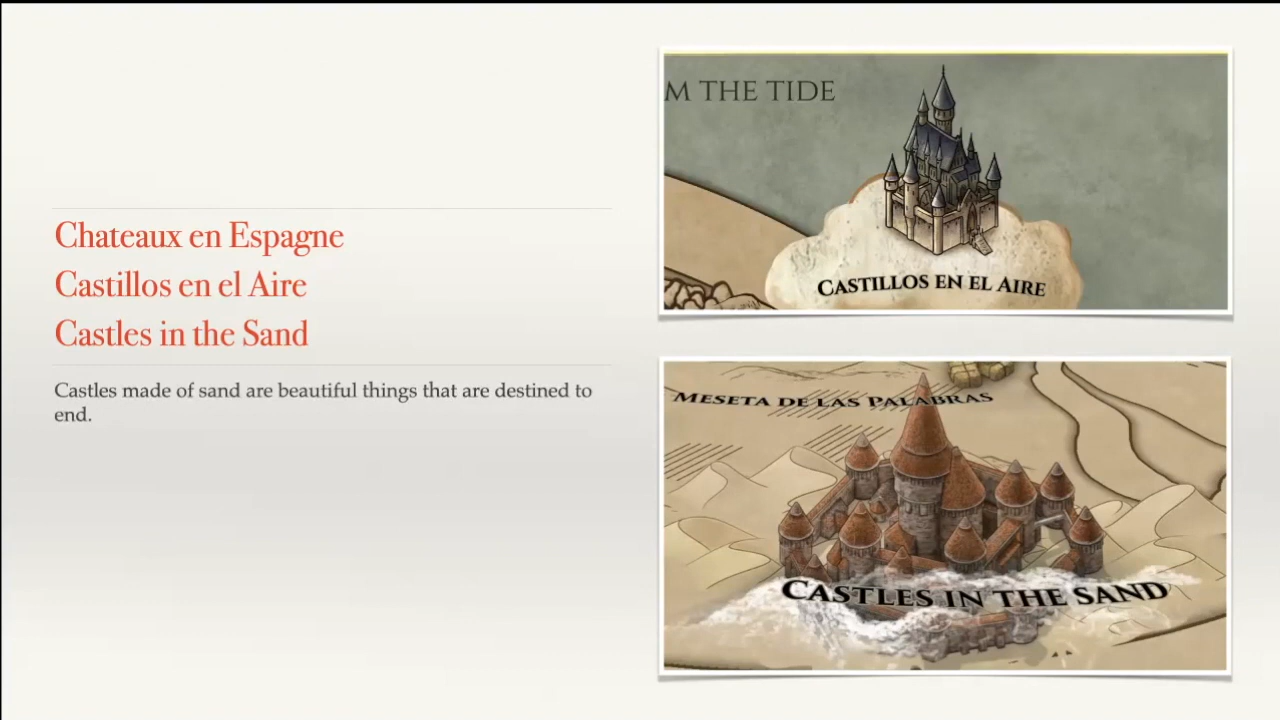 Chateaux en Espagne
Castillos en el Aire
Castles in the Sand
Castles made of sand are beautiful things that are destined to
end.
M THE TIDE
CASTILLOS EN EL AIRE
MESETA DE LAS PALABRAS
CASTLES IN THE SAND